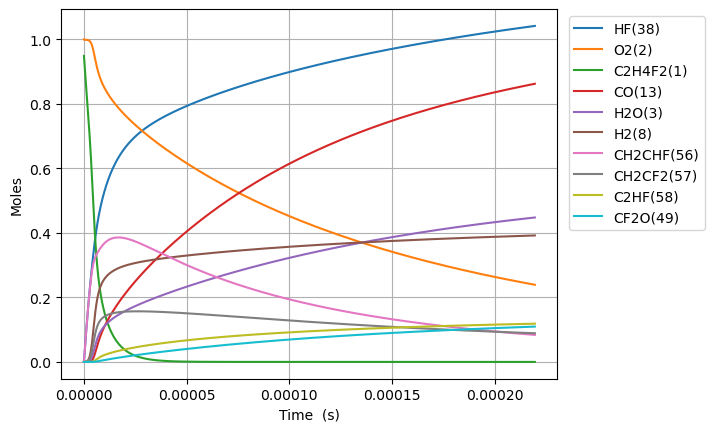 1.0
0.8
0.6
0.4
0.2
0.0
Moles
0.00000
0.00005
0.00010
0.00015
0.00020
Time  (s)
HF(38)
O2(2)
C2H4F2(1)
CO(13)
H2O(3)
H2(8)
CH2CHF(56)
CH2CF2(57)
C2HF(58)
CF2O(49)